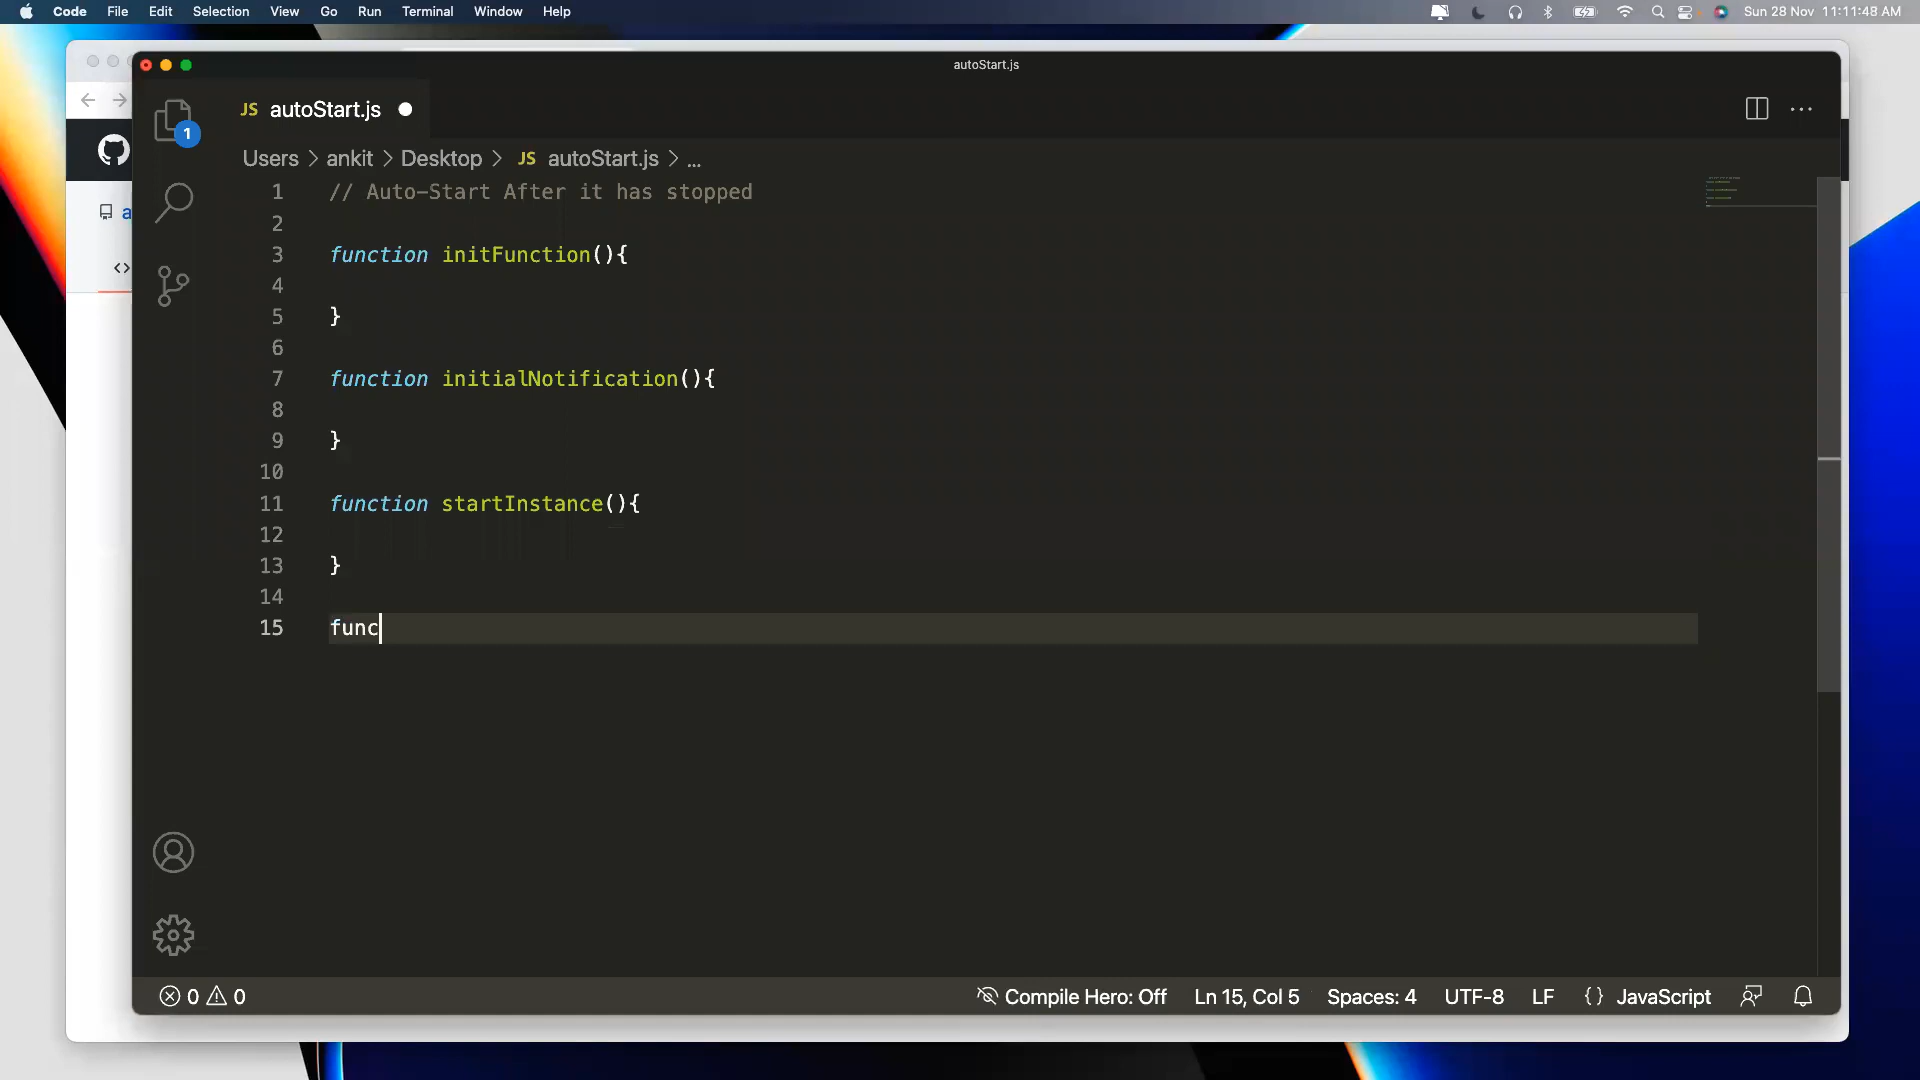 Code File Edit Selection View Go Run Terminal Window Help Sun 28 Nov 11:11:48 AM
autoStart.js
JS autoStart.js
1
Users > ankit > Desktop > JS autoStart.js > ...
1 // Auto-Start After it has stopped
2
3 function initFunction(){
4
5 }
6
7 function initialNotification(){
8
9 }
10
11 function startInstance(){
12
13 }
14
15 func
a
<>
0 0 Compile Hero: Off Ln 15, Col 5 Spaces: 4 UTF-8 LF {} JavaScript